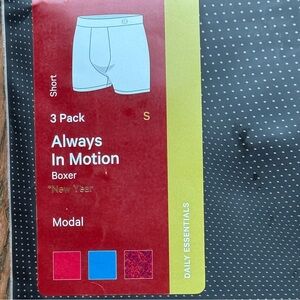 Short
3 Pack
S
Always
In Motion
Boxer
*New Year
Modal
DAILY ESSENTIALS